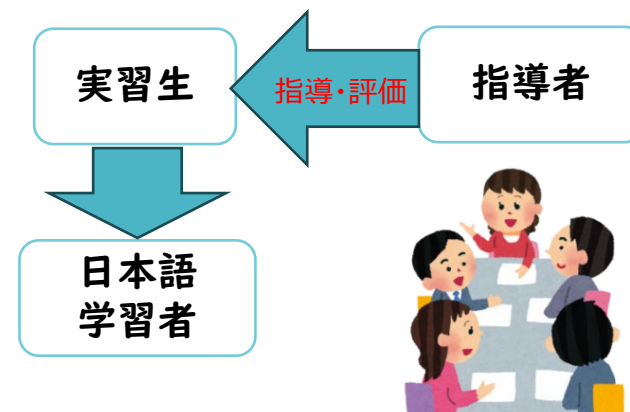 実習生
指導・評価
指導者
日本語
学習者